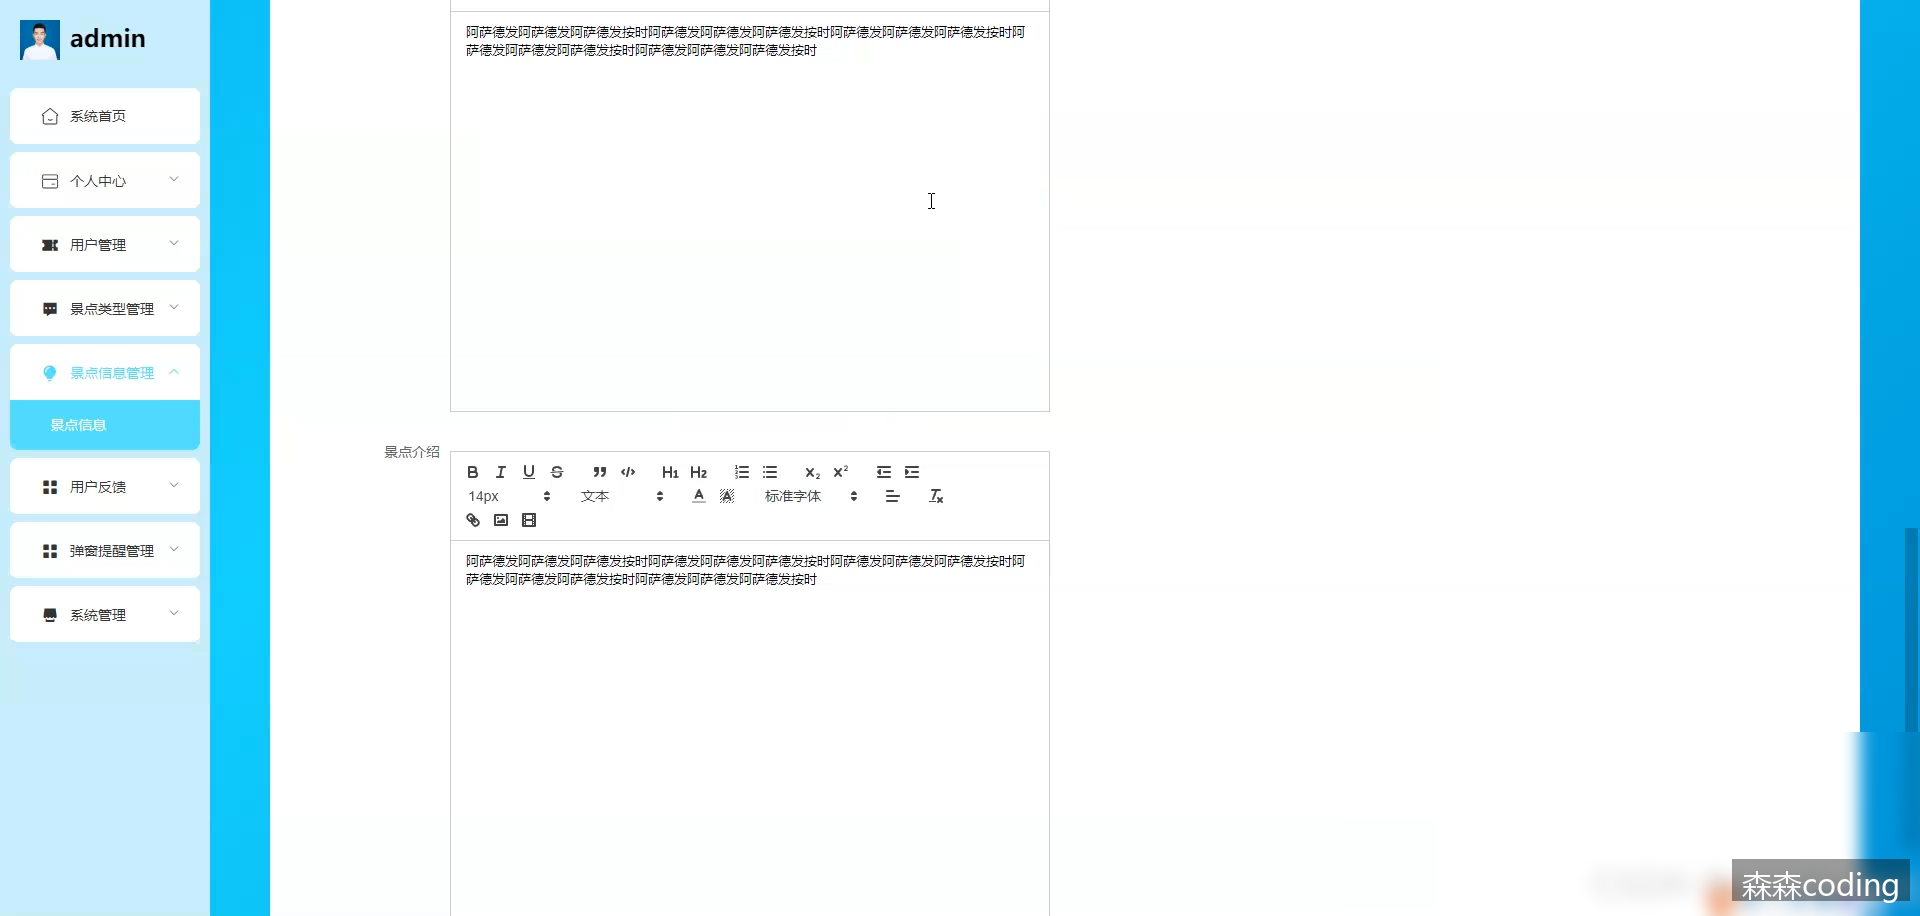 admin
系统首页
个人中心
用户管理
景点类型管理
景点信息管理
景点信息
用户反馈
弹窗提醒管理
系统管理
阿萨德发阿萨德发阿萨德发按时阿萨德发阿萨德发阿萨德发按时阿萨德发阿萨德发阿萨德发按时阿
萨德发阿萨德发阿萨德发按时阿萨德发阿萨德发阿萨德发按时
景点介绍
B I U S H1 H2 X2 X2
14px 文本 A A 标准字体 Tx
阿萨德发阿萨德发阿萨德发按时阿萨德发阿萨德发阿萨德发按时阿萨德发阿萨德发阿萨德发按时阿
萨德发阿萨德发阿萨德发按时阿萨德发阿萨德发阿萨德发按时
森森coding